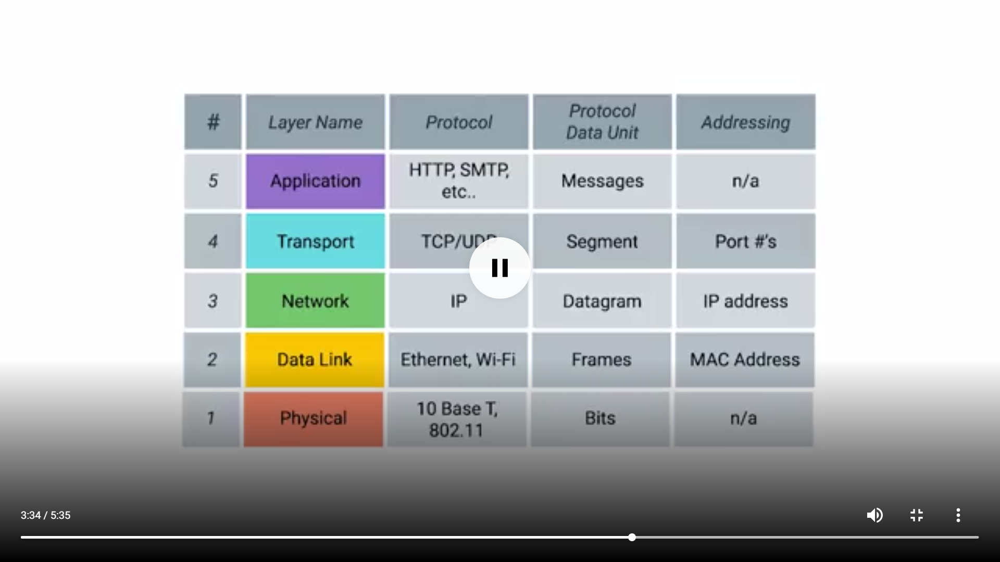 # Layer Name Protocol Protocol Data Unit Addressing
5 Application HTTP, SMTP, etc.. Messages n/a
4 Transport TCP/UDP Segment Port #'s
3 Network IP Datagram IP address
2 Data Link Ethernet, Wi-Fi Frames MAC Address
1 Physical 10 Base T, 802.11 Bits n/a
3:34 / 5:35